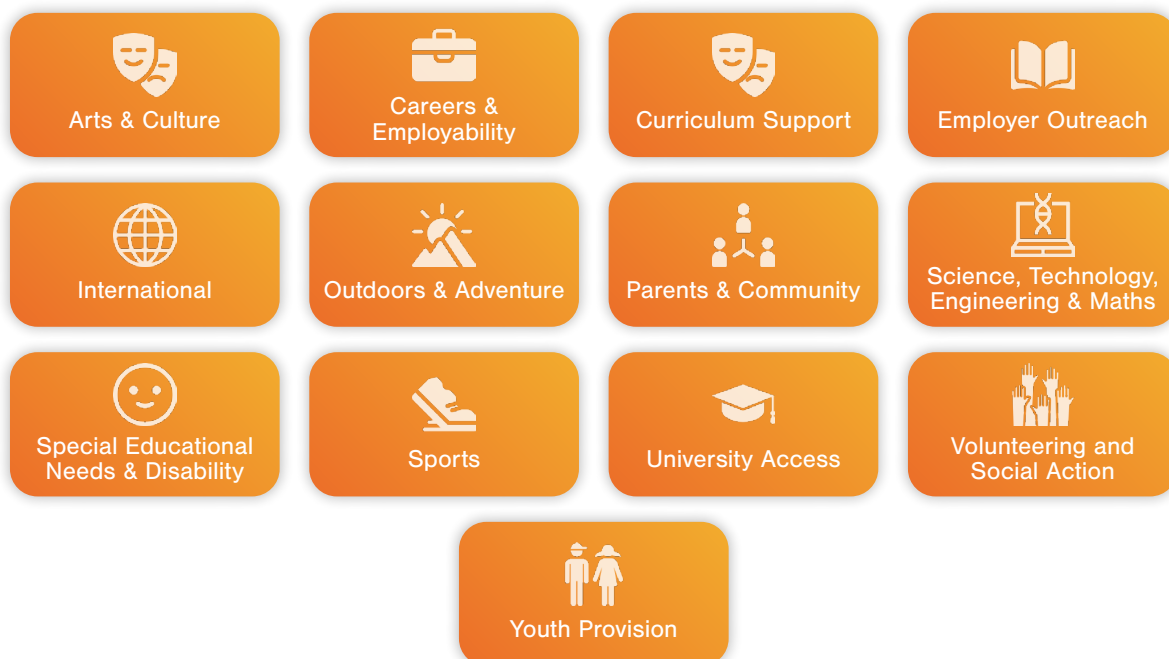 Arts & Culture
Careers &
Employability
Curriculum Support
Employer Outreach
International
Outdoors & Adventure
Parents & Community
Science, Technology,
Engineering & Maths
Special Educational
Needs & Disability
Sports
University Access
Volunteering and
Social Action
Youth Provision